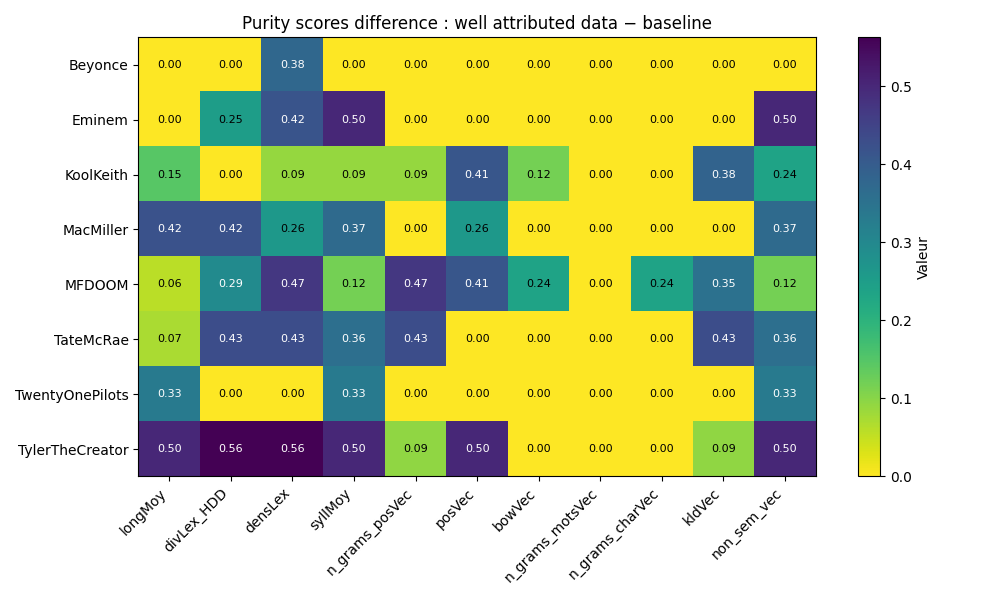 Purity scores difference : well attributed data − baseline
Beyonce 0.00 0.00 0.38 0.00 0.00 0.00 0.00 0.00 0.00 0.00 0.00
Eminem 0.00 0.25 0.42 0.50 0.00 0.00 0.00 0.00 0.00 0.00 0.50
KoolKeith 0.15 0.00 0.09 0.09 0.09 0.41 0.12 0.00 0.00 0.38 0.24
MacMiller 0.42 0.42 0.26 0.37 0.00 0.26 0.00 0.00 0.00 0.00 0.37
MFDOOM 0.06 0.29 0.47 0.12 0.47 0.41 0.24 0.00 0.24 0.35 0.12
TateMcRae 0.07 0.43 0.43 0.36 0.43 0.00 0.00 0.00 0.00 0.43 0.36
TwentyOnePilots 0.33 0.00 0.00 0.33 0.00 0.00 0.00 0.00 0.00 0.00 0.33
TylerTheCreator 0.50 0.56 0.56 0.50 0.09 0.50 0.00 0.00 0.00 0.09 0.50
longMoy divLex_HDD densLex syllMoy n_grams_posVec posVec bowVec n_grams_motsVec n_grams_charVec kldVec non_sem_vec
0.5
0.4
0.3
0.2
0.1
0.0
Valeur